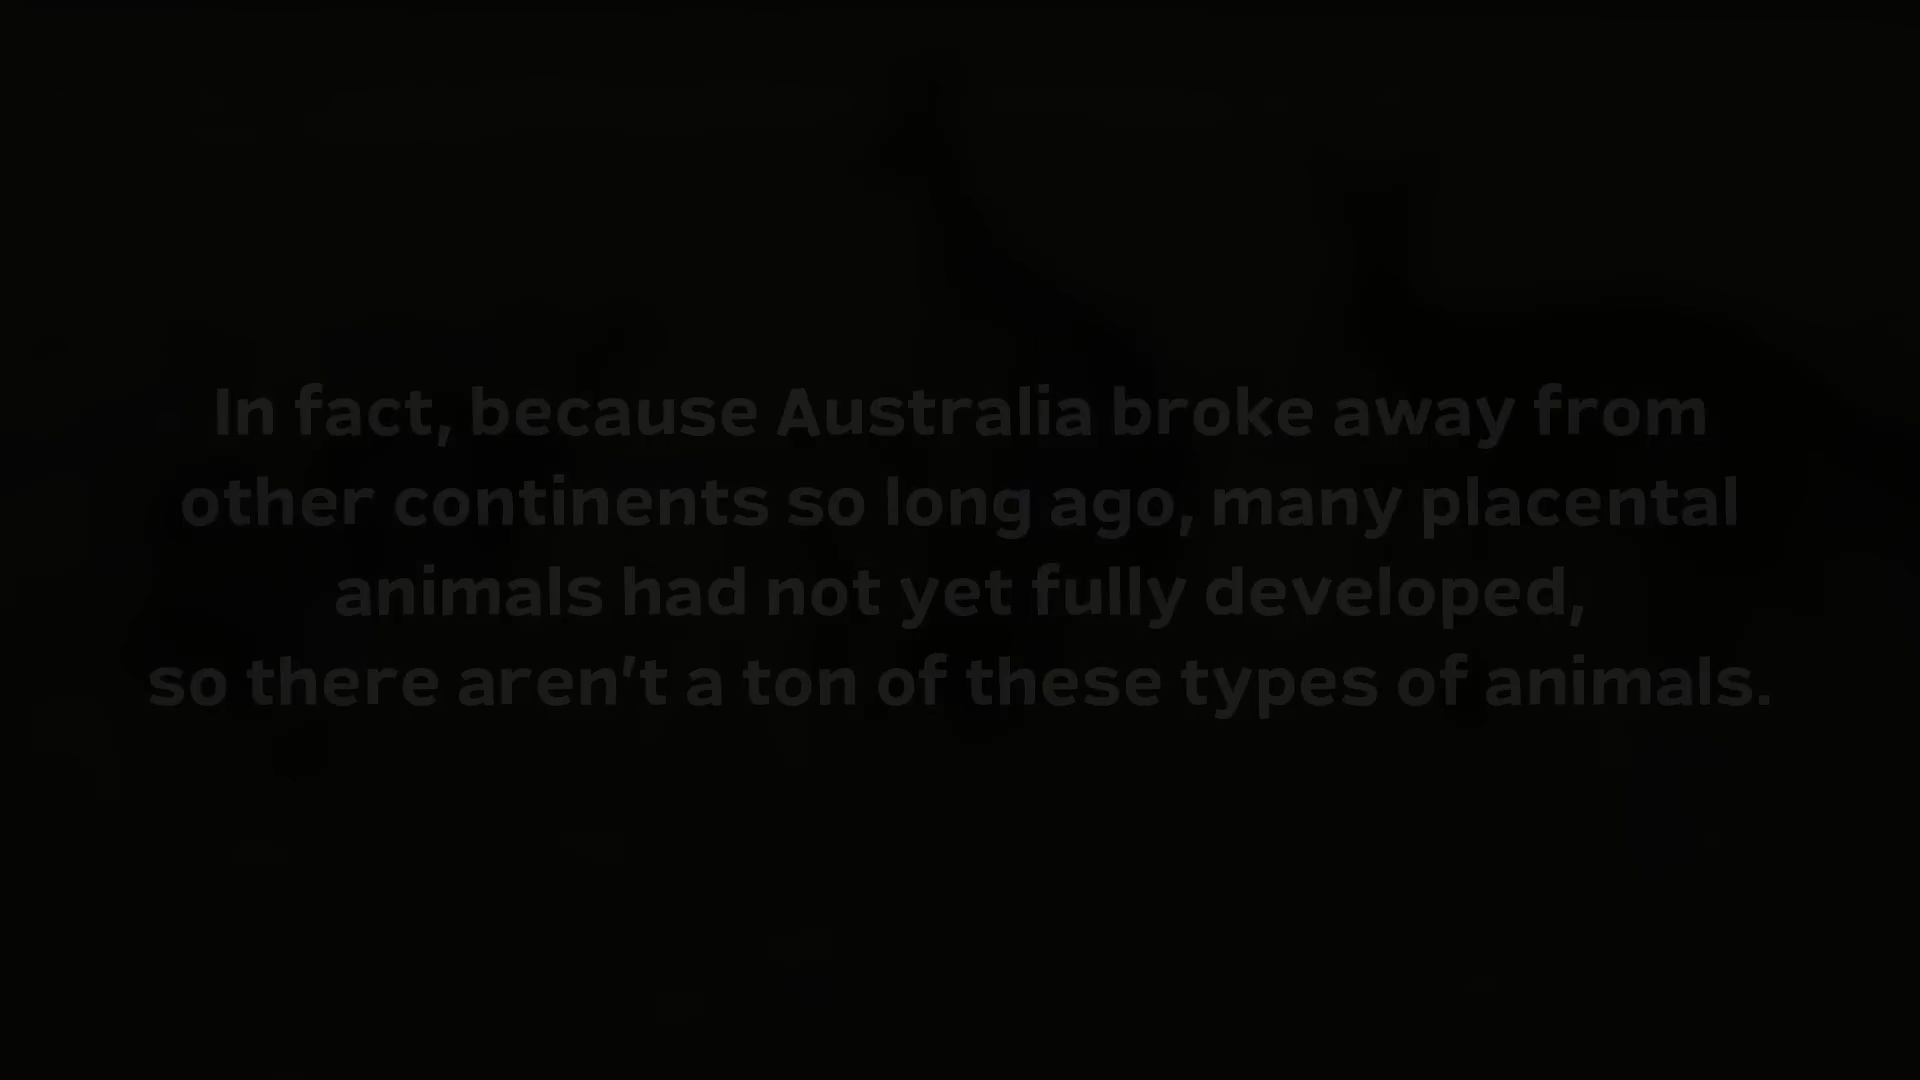 In fact, because Australia broke away from
other continents so long ago, many placental
animals had not yet fully developed,
so there aren't a ton of these types of animals.